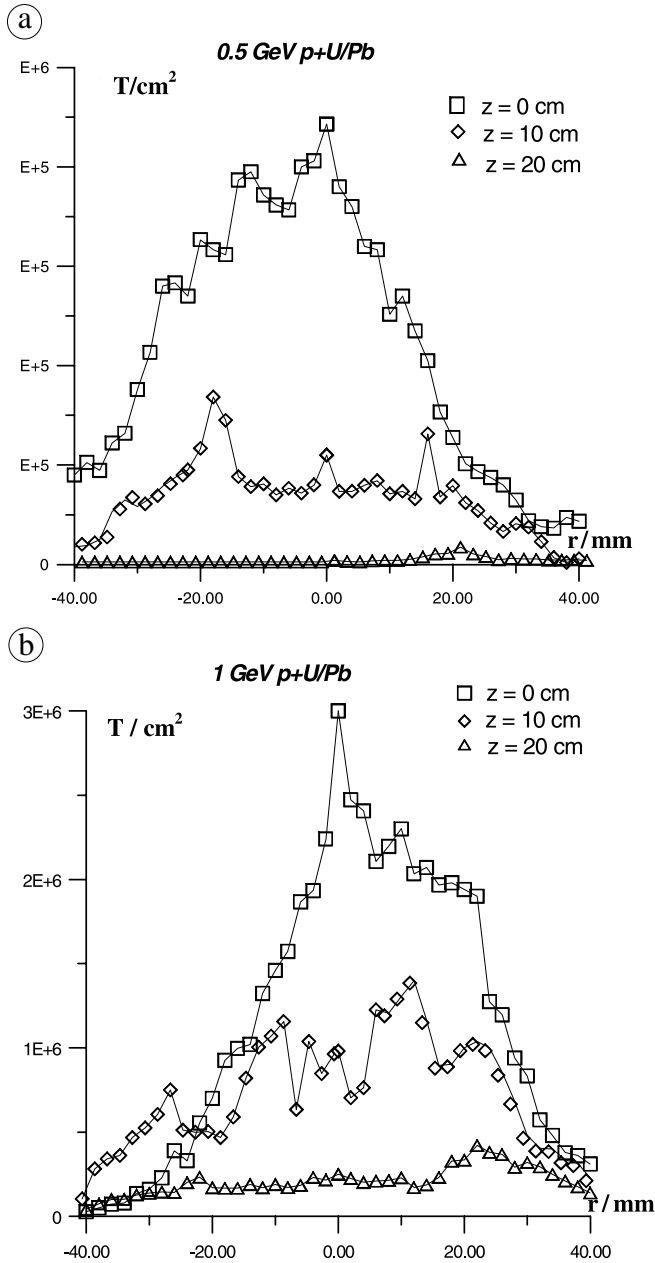 a
0.5 GeV p+U/Pb
E+6
T/cm²
z = 0 cm
z = 10 cm
z = 20 cm
E+5
E+5
E+5
E+5
0
r/mm
-40.00 -20.00 0.00 20.00 40.00
b
1 GeV p+U/Pb
3E+6
T / cm²
z = 0 cm
z = 10 cm
z = 20 cm
2E+6
1E+6
0
r / mm
-40.00 -20.00 0.00 20.00 40.00